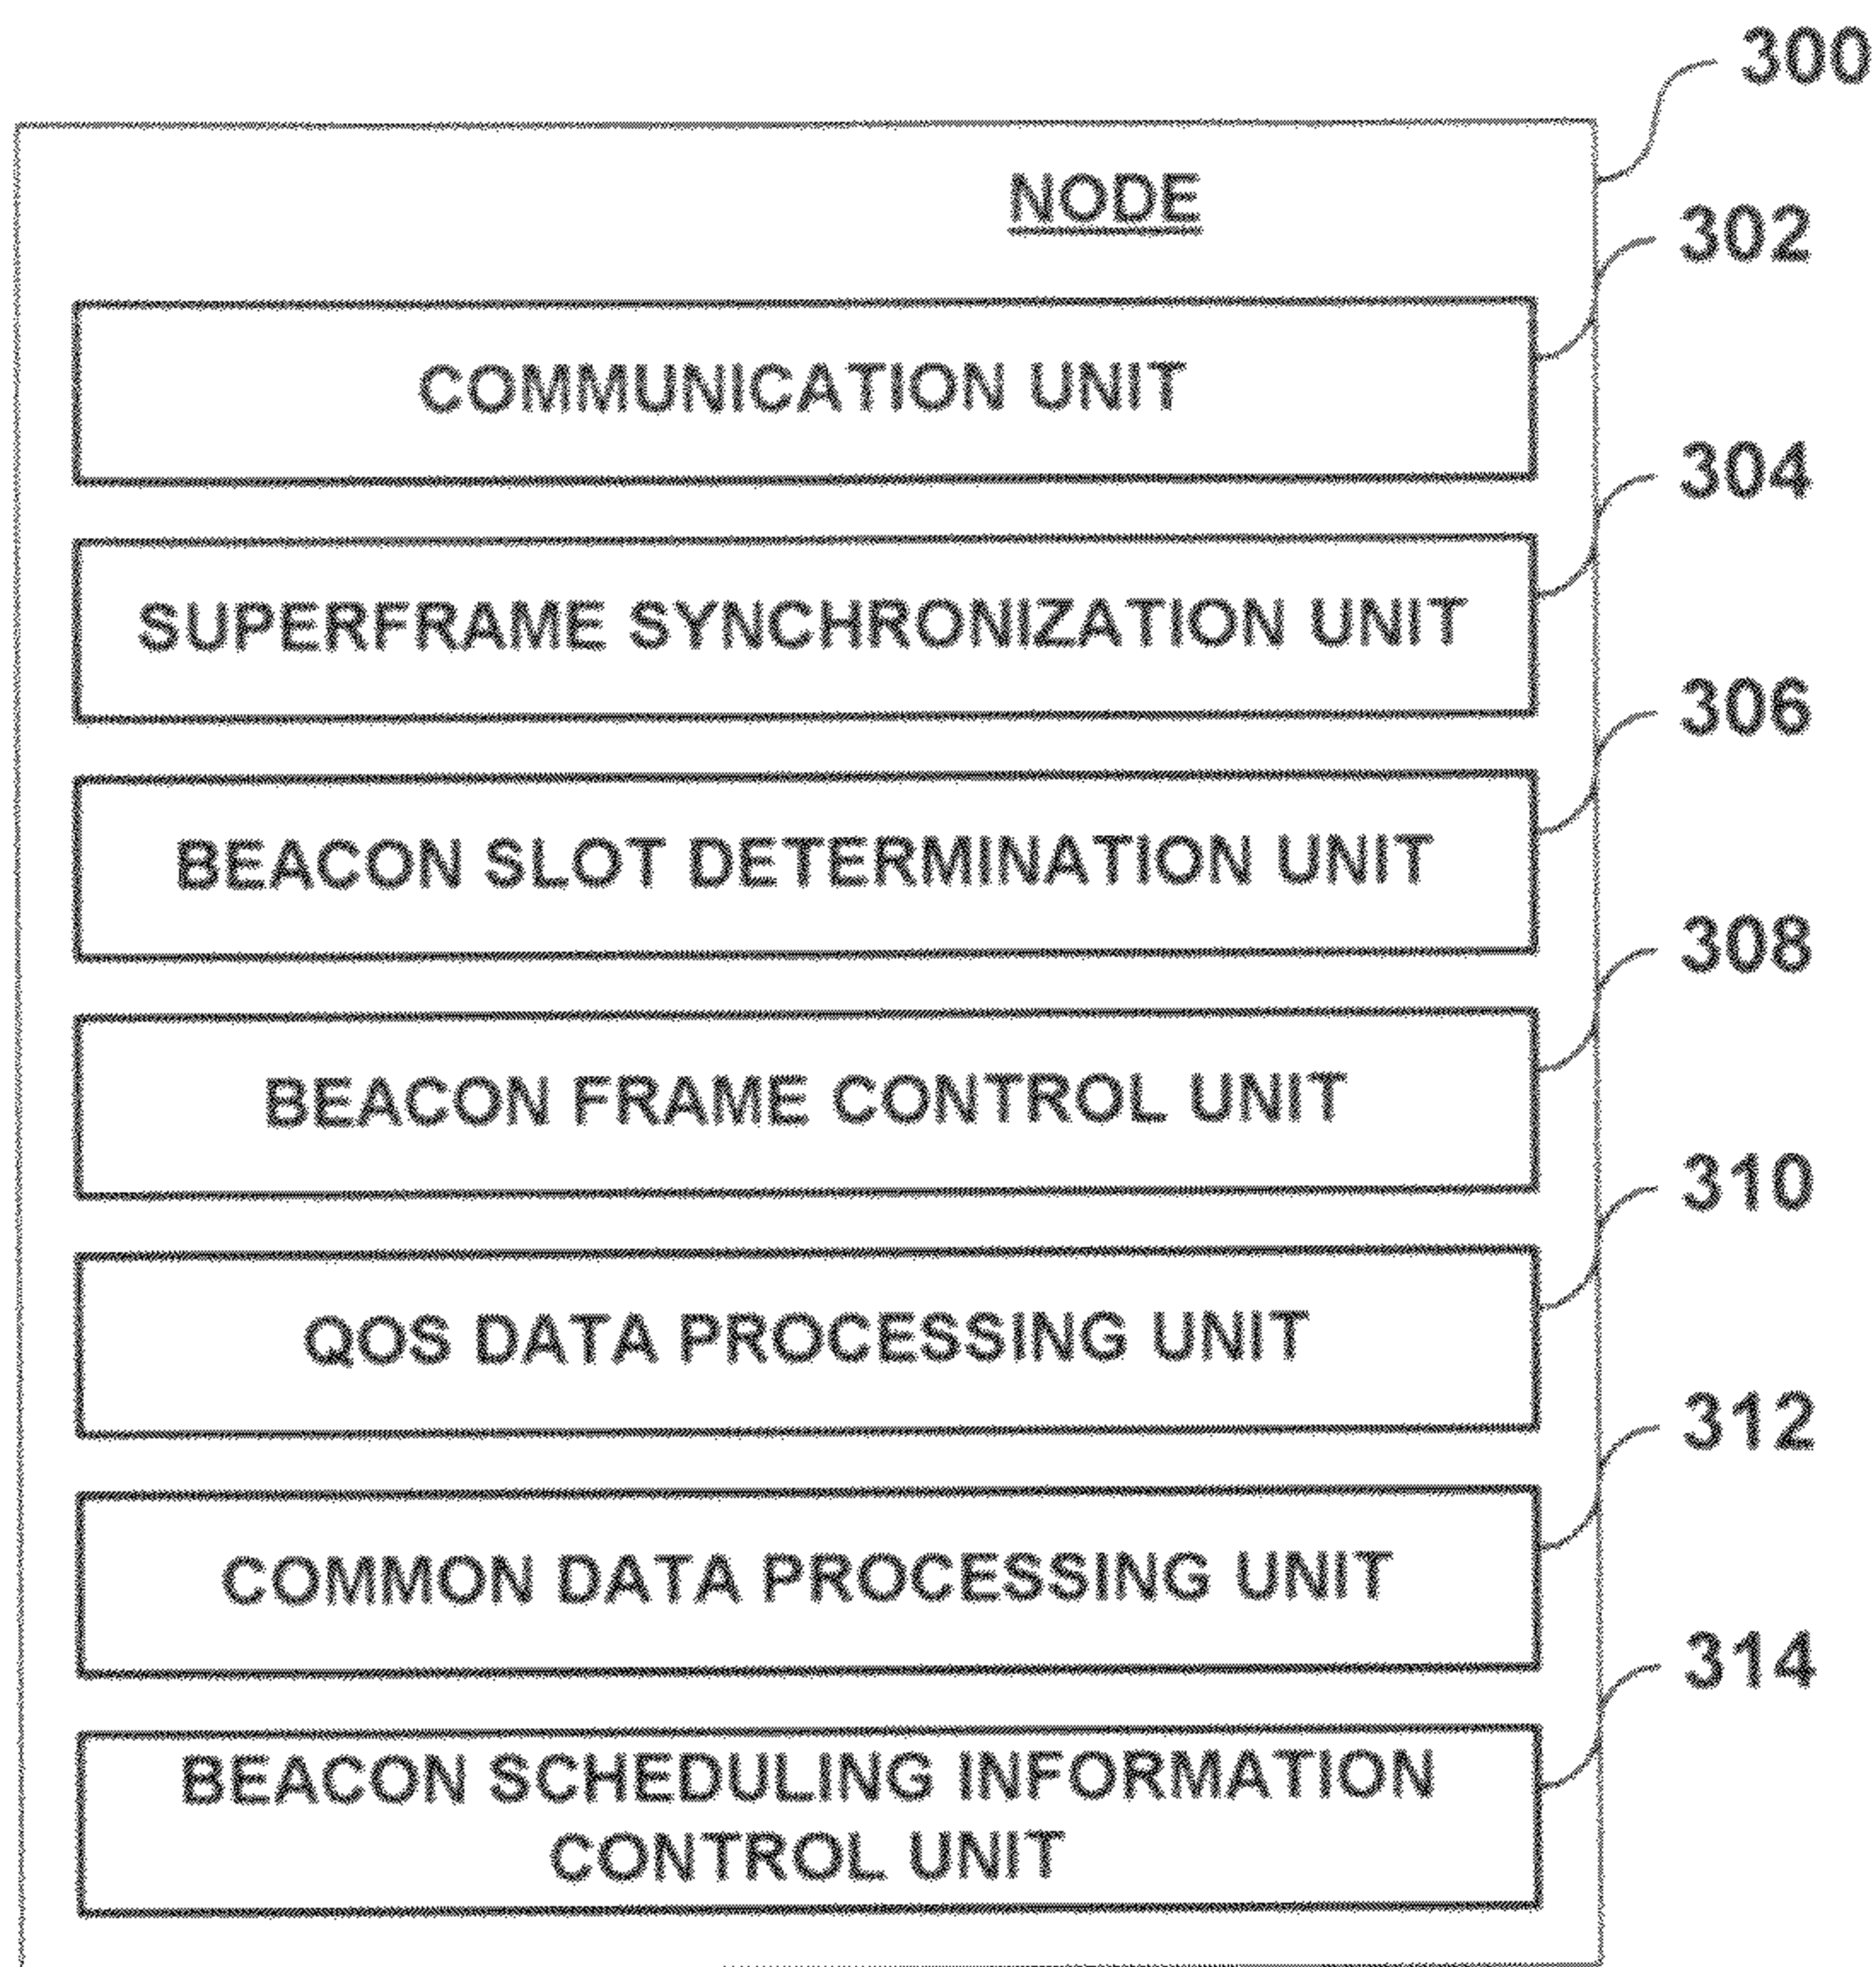 300
NODE
302
COMMUNICATION UNIT
304
SUPERFRAME SYNCHRONIZATION UNIT
306
BEACON SLOT DETERMINATION UNIT
308
BEACON FRAME CONTROL UNIT
310
QOS DATA PROCESSING UNIT
312
COMMON DATA PROCESSING UNIT
314
BEACON SCHEDULING INFORMATION
CONTROL UNIT